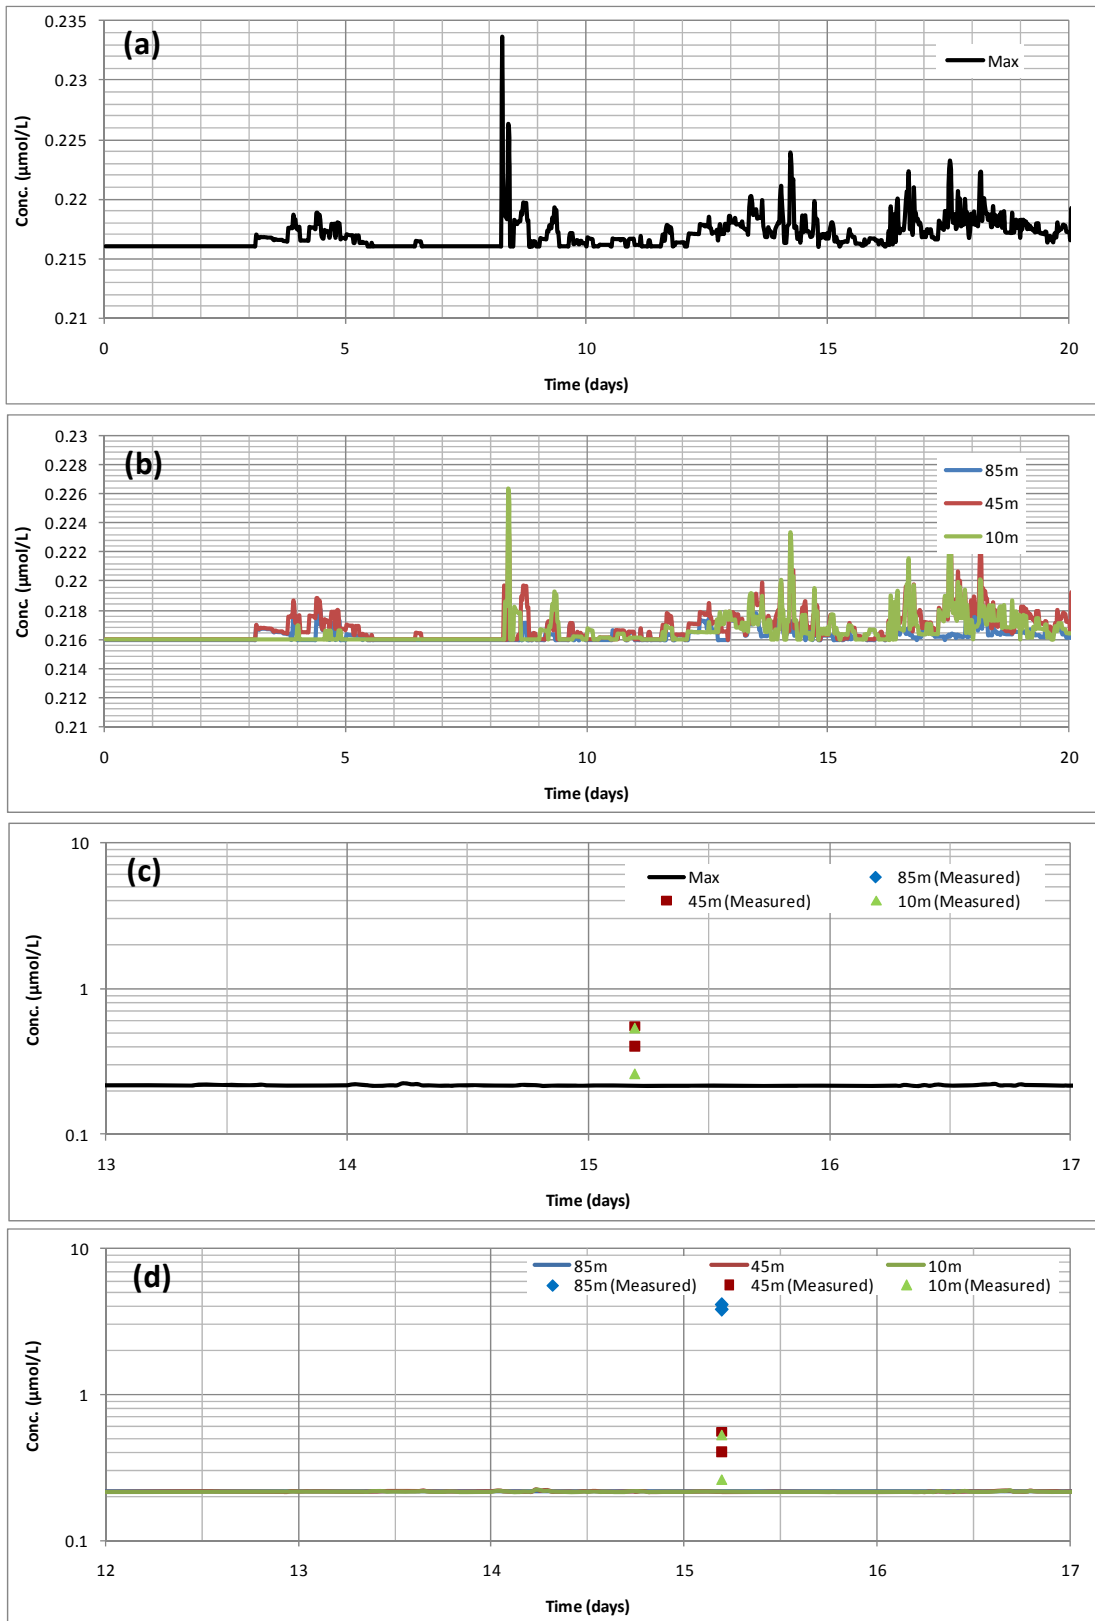 (a)
Conc. (µmol/L)
0.235
0.23
0.225
0.22
0.215
0.21
Max
0 5 10 15 20
Time (days)
(b)
Conc. (µmol/L)
0.23
0.228
0.226
0.224
0.222
0.22
0.218
0.216
0.214
0.212
0.21
85m
45m
10m
0 5 10 15 20
Time (days)
(c)
Conc. (µmol/L)
10
1
0.1
Max 85m (Measured)
45m (Measured) 10m (Measured)
13 14 15 16 17
Time (days)
(d)
Conc. (µmol/L)
10
1
0.1
85m 45m 10m
85m (Measured) 45m (Measured) 10m (Measured)
12 13 14 15 16 17
Time (days)